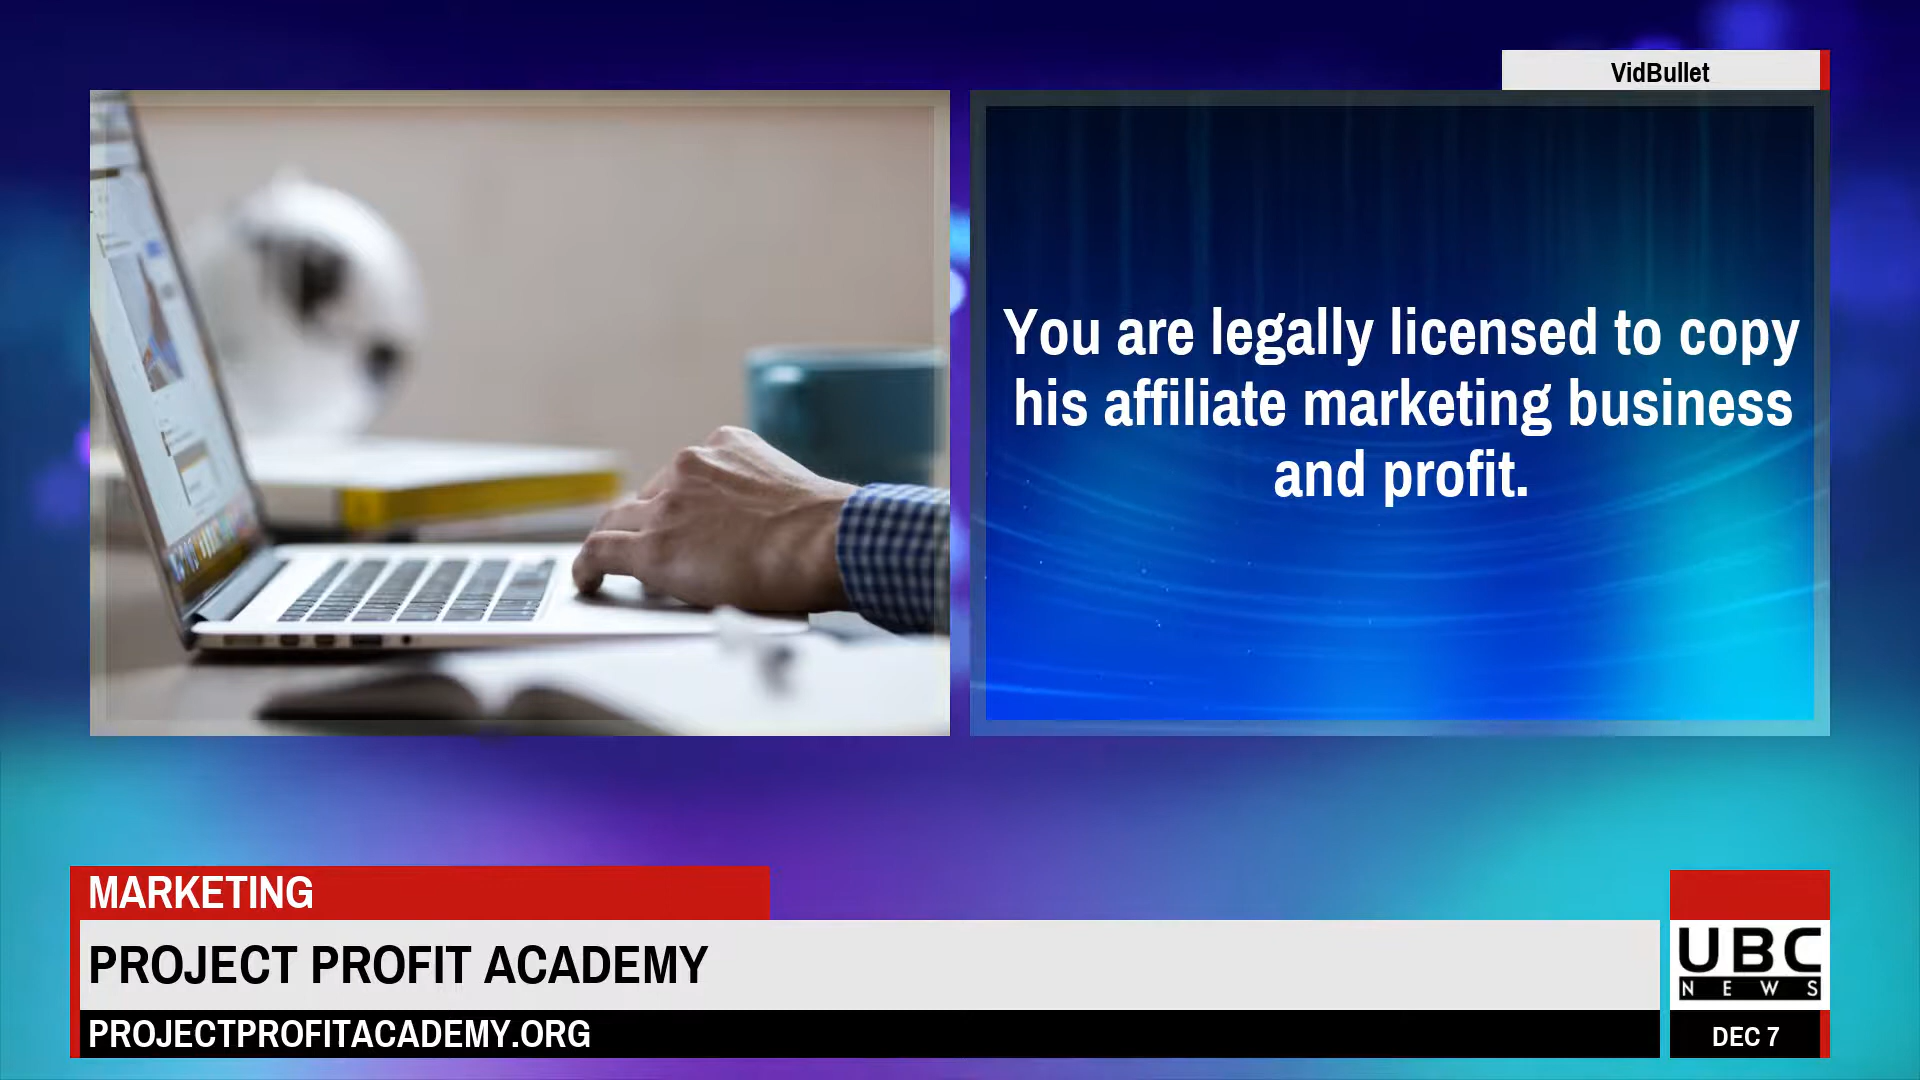 VidBullet
You are legally licensed to copy
his affiliate marketing business
and profit.
MARKETING
PROJECT PROFIT ACADEMY
PROJECTPROFITACADEMY.ORG
UBC
NEWS
DEC 7